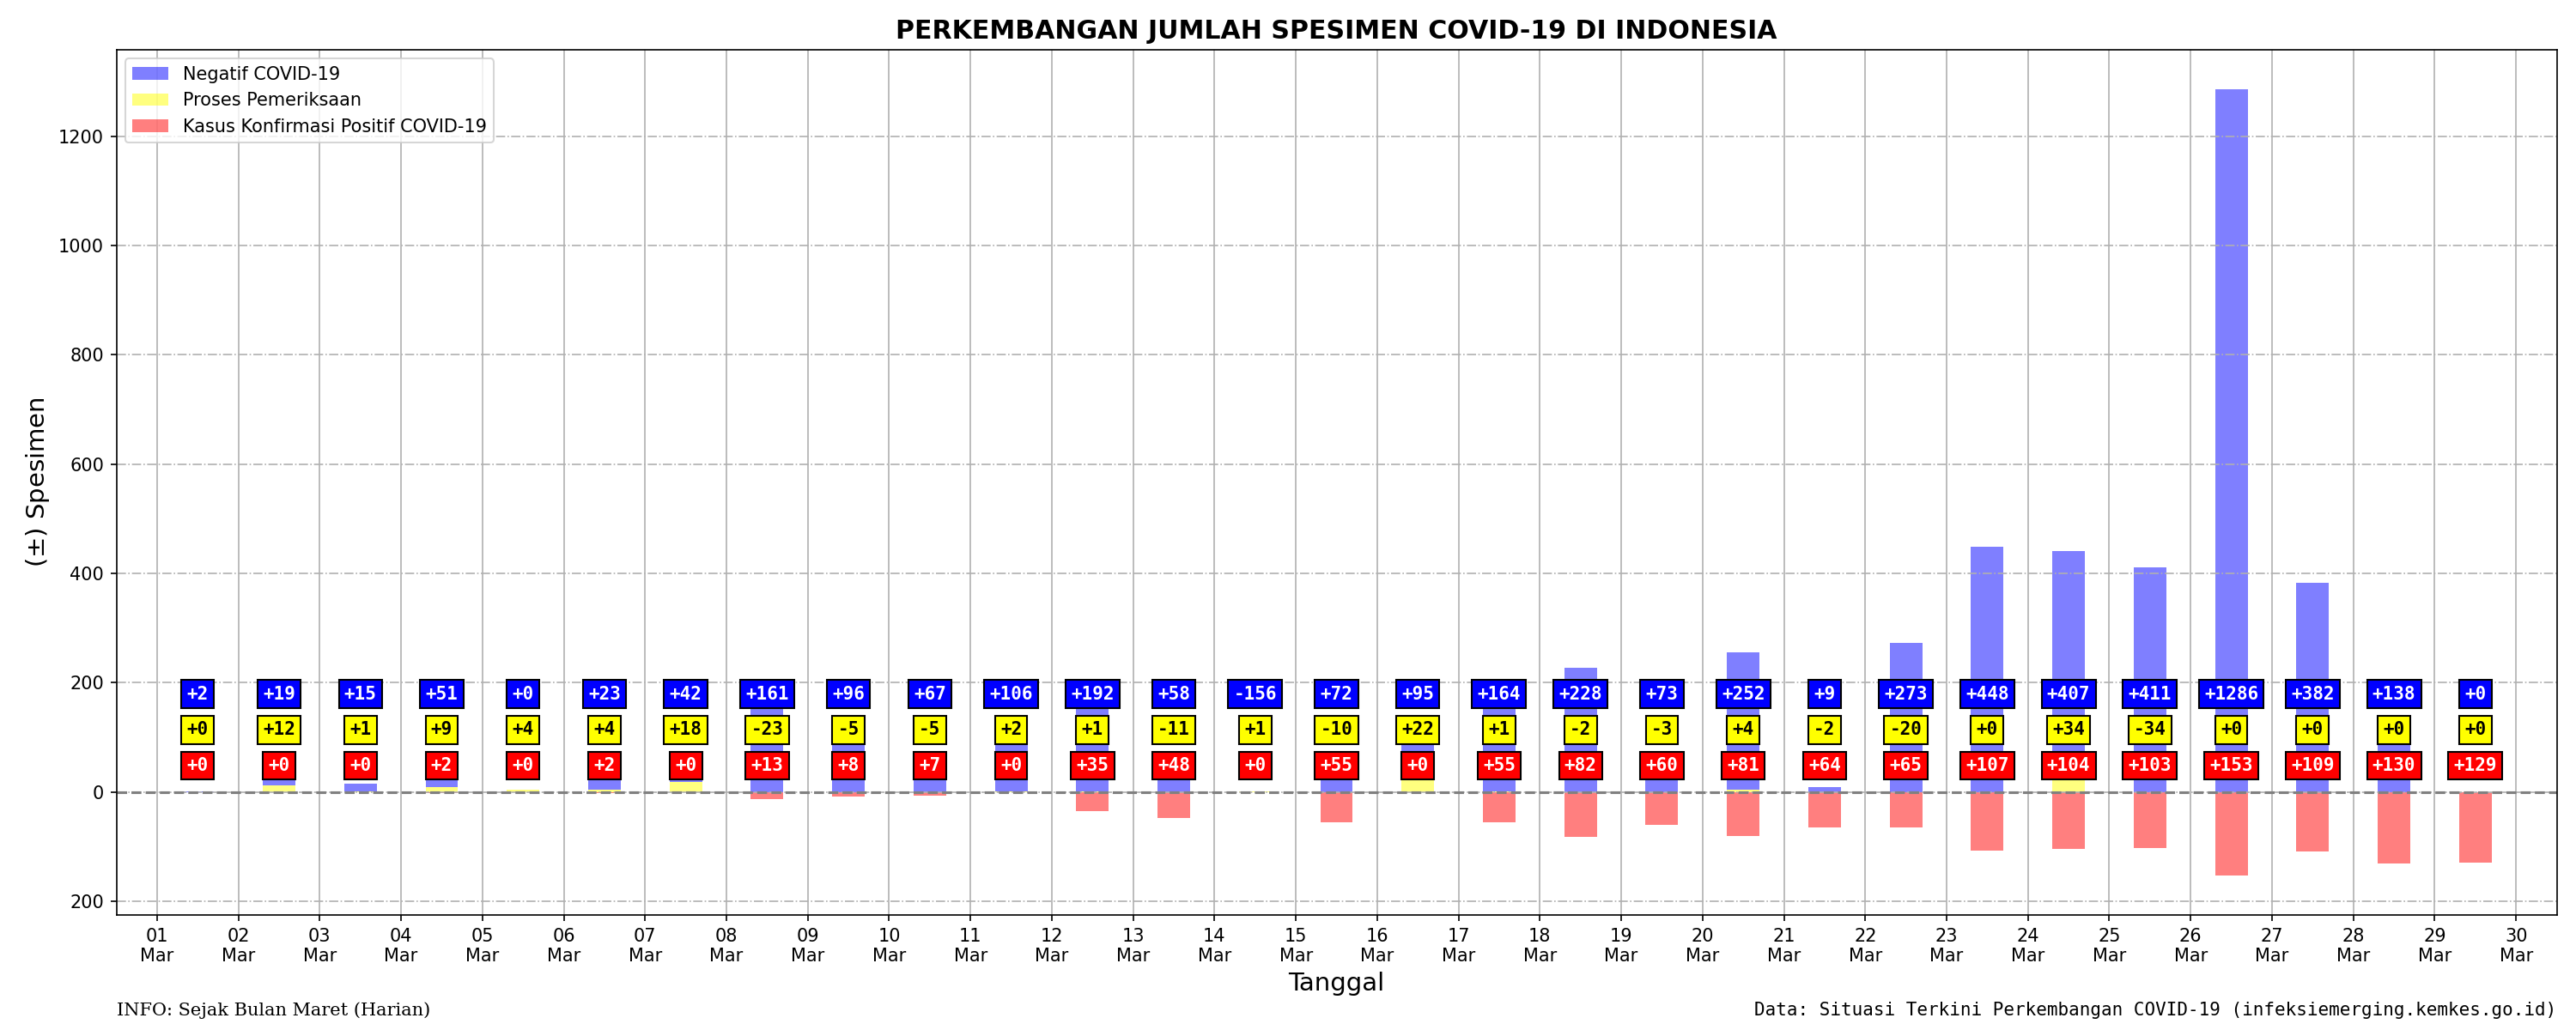 PERKEMBANGAN JUMLAH SPESIMEN COVID-19 DI INDONESIA
Negatif COVID-19
Proses Pemeriksaan
Kasus Konfirmasi Positif COVID-19
(±) Spesimen
1200
1000
800
600
400
200
0
200
+2 +19 +15 +51 +0 +23 +42 +161 +96 +67 +106 +192 +58 -156 +72 +95 +164 +228 +73 +252 +9 +273 +448 +407 +411 +1286 +382 +138 +0
+0 +12 +1 +9 +4 +4 +18 -23 -5 -5 +2 +1 -11 +1 -10 +22 +1 -2 -3 +4 -2 -20 +0 +34 -34 +0 +0 +0 +0
+0 +0 +0 +2 +0 +2 +0 +13 +8 +7 +0 +35 +48 +0 +55 +0 +55 +82 +60 +81 +64 +65 +107 +104 +103 +153 +109 +130 +129
01 02 03 04 05 06 07 08 09 10 11 12 13 14 15 16 17 18 19 20 21 22 23 24 25 26 27 28 29 30
Mar Mar Mar Mar Mar Mar Mar Mar Mar Mar Mar Mar Mar Mar Mar Mar Mar Mar Mar Mar Mar Mar Mar Mar Mar Mar Mar Mar Mar Mar
Tanggal
INFO: Sejak Bulan Maret (Harian)
Data: Situasi Terkini Perkembangan COVID-19 (infeksiemerging.kemkes.go.id)